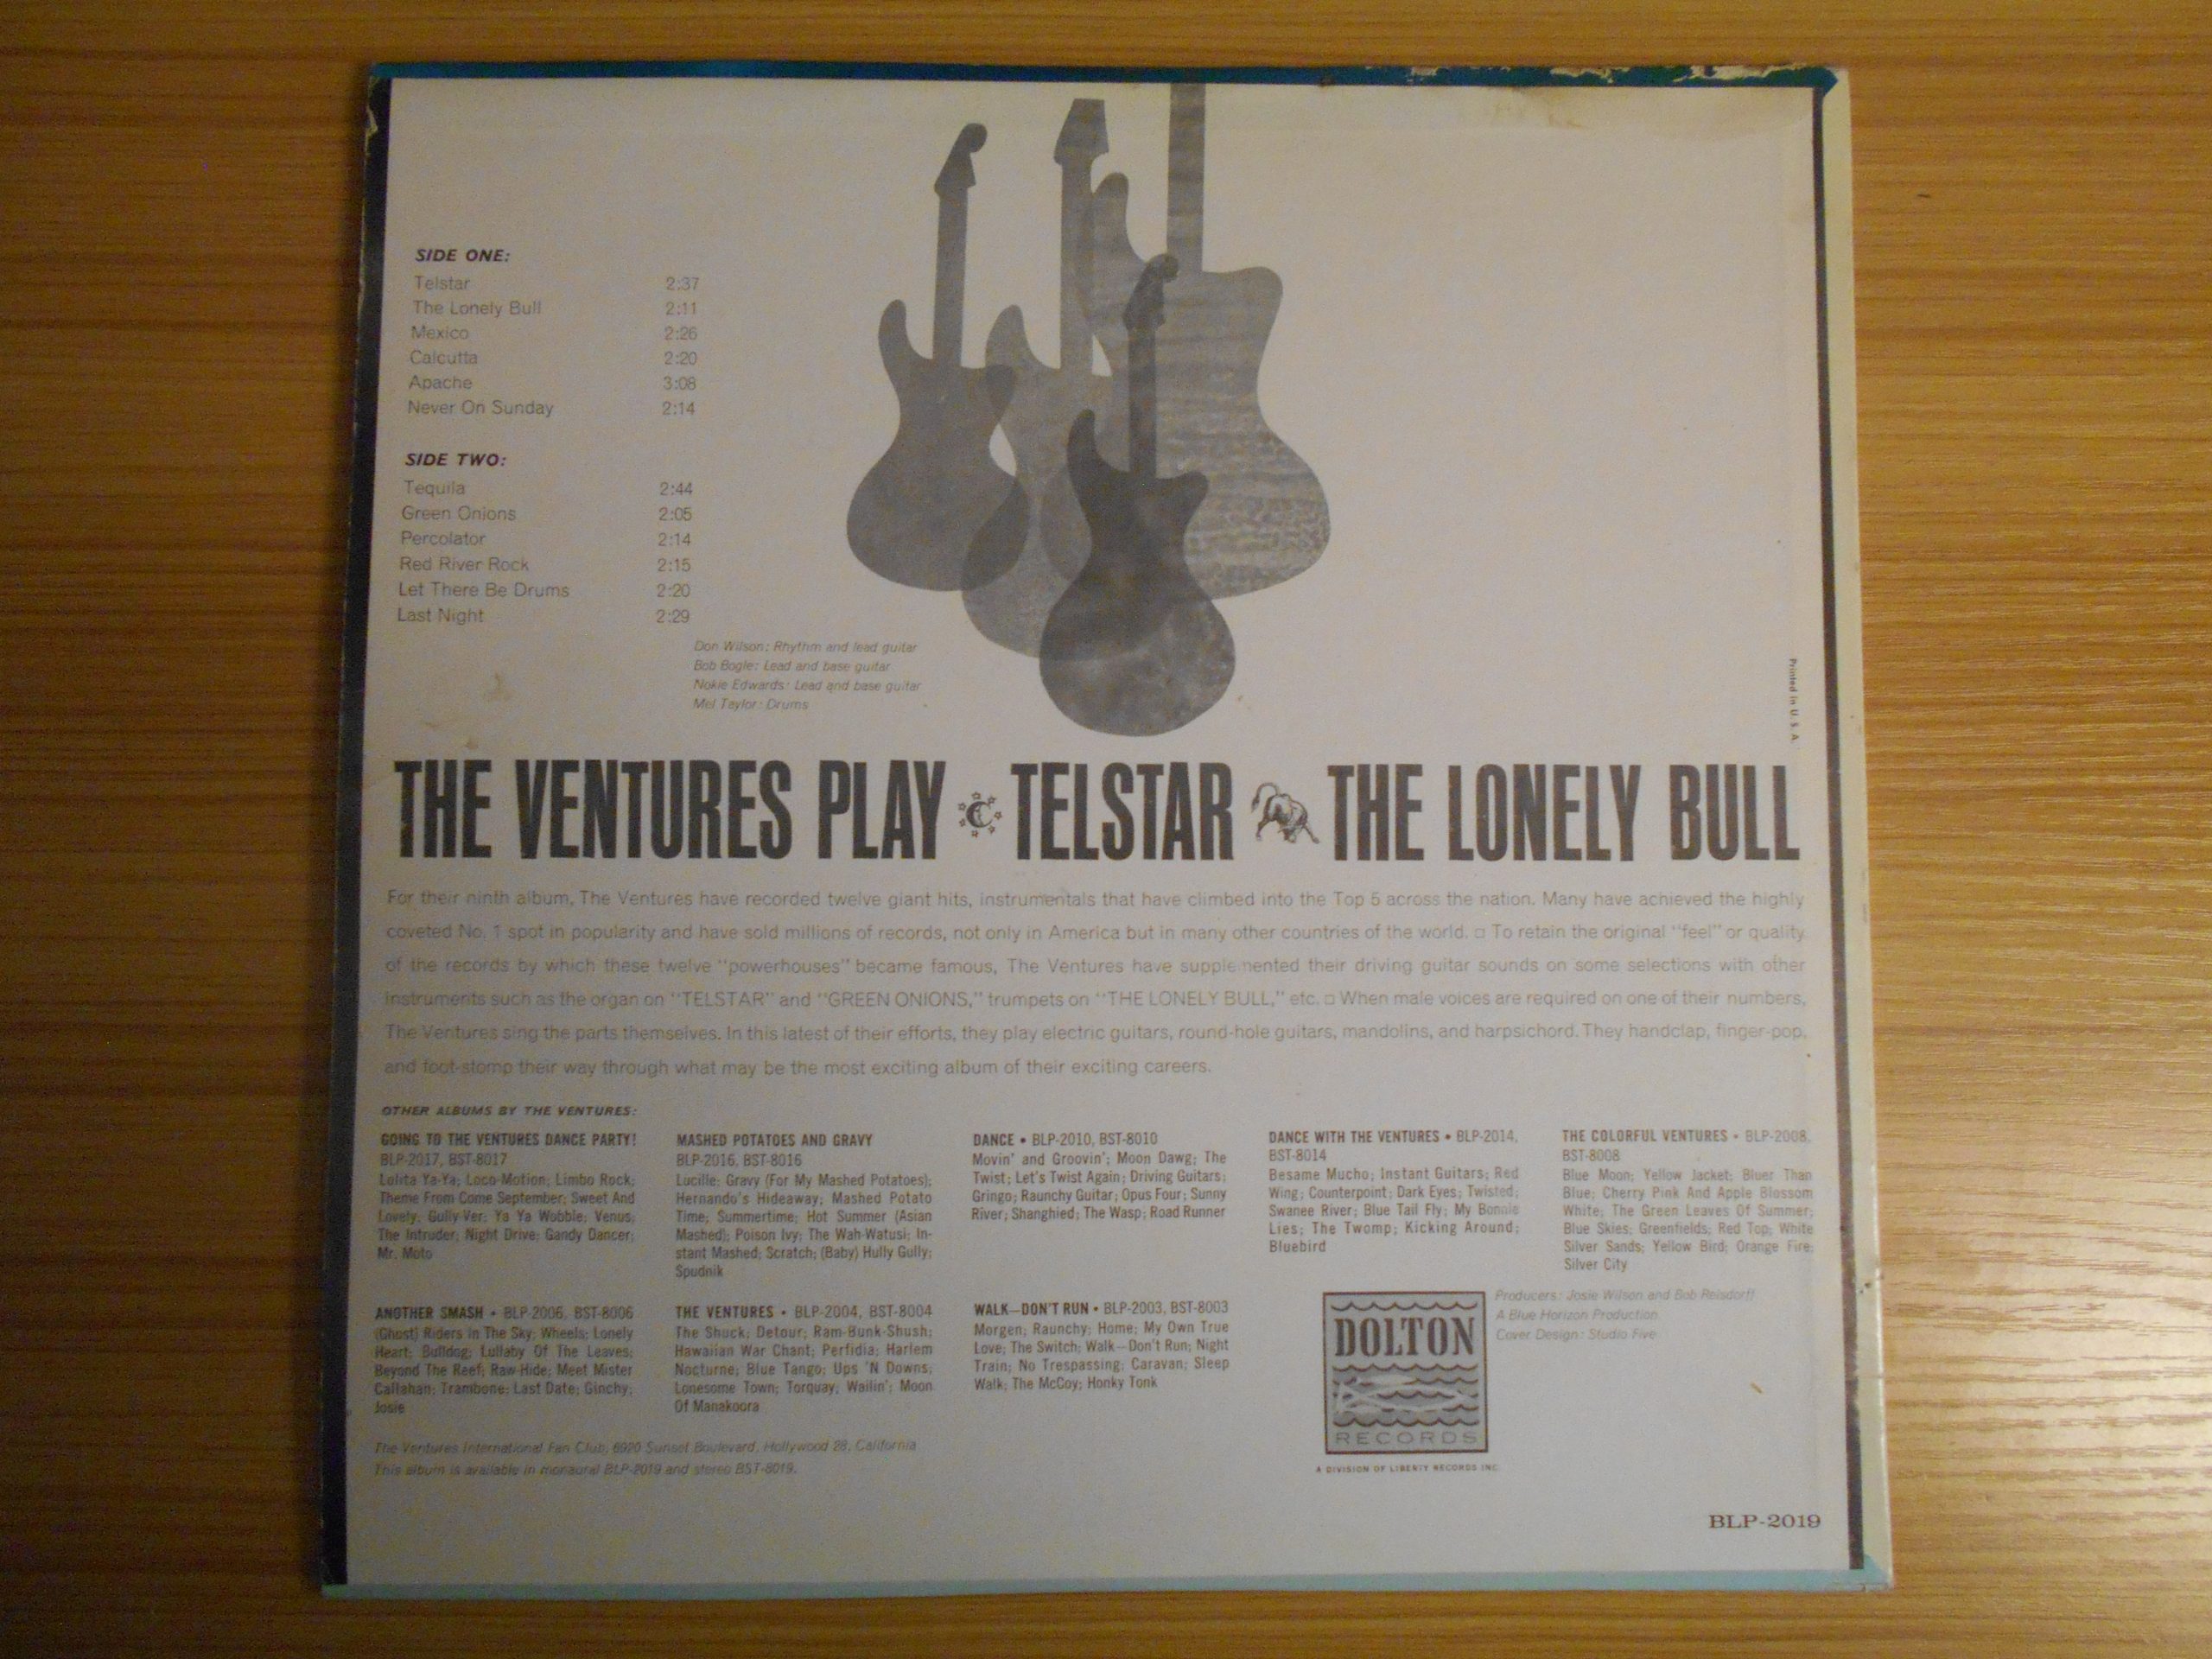 SIDE ONE:
Telstar 2:37
The Lonely Bull 2:11
Mexico 2:26
Calcutta 2:20
Apache 3:08
Never On Sunday 2:14
SIDE TWO:
Tequila 2:44
Green Onions 2:05
Percolator 2:14
Red River Rock 2:15
Let There Be Drums 2:20
Last Night 2:29
Don Wilson: Rhythm and lead guitar
Bob Bogle: Lead and base guitar
Nokie Edwards: Lead and base guitar
Mel Taylor: Drums
Printed in U.S.A.
THE VENTURES PLAY TELSTAR THE LONELY BULL
For their ninth album, The Ventures have recorded twelve giant hits, instrumentals that have climbed into the Top 5 across the nation. Many have achieved the highly
coveted No. 1 spot in popularity and have sold millions of records, not only in America but in many other countries of the world. □ To retain the original "feel" or quality
of the records by which these twelve "powerhouses" became famous, The Ventures have supplemented their driving guitar sounds on some selections with other
instruments such as the organ on "TELSTAR" and "GREEN ONIONS," trumpets on "THE LONELY BULL," etc. □ When male voices are required on one of their numbers,
The Ventures sing the parts themselves. In this latest of their efforts, they play electric guitars, round-hole guitars, mandolins, and harpsichord. They handclap, finger-pop,
and foot-stomp their way through what may be the most exciting album of their exciting careers.
OTHER ALBUMS BY THE VENTURES:
GOING TO THE VENTURES DANCE PARTY!
BLP-2017, BST-8017
Lolita Ya-Ya; Loco-Motion; Limbo Rock;
Theme From Come September; Sweet And
Lovely; Gully-Ver; Ya Ya Wobble; Venus;
The Intruder; Night Drive; Gandy Dancer;
Mr. Moto
MASHED POTATOES AND GRAVY
BLP-2016, BST-8016
Lucille; Gravy (For My Mashed Potatoes);
Hernando's Hideaway; Mashed Potato
Time; Summertime; Hot Summer (Asian
Mashed); Poison Ivy; The Wah-Watusi; In-
stant Mashed; Scratch; (Baby) Hully Gully;
Spudnik
DANCE • BLP-2010, BST-8010
Movin' and Groovin'; Moon Dawg; The
Twist; Let's Twist Again; Driving Guitars;
Gringo; Raunchy Guitar; Opus Four; Sunny
River; Shanghied; The Wasp; Road Runner
DANCE WITH THE VENTURES • BLP-2014,
BST-8014
Besame Mucho; Instant Guitars; Red
Wing; Counterpoint; Dark Eyes; Twisted;
Swanee River; Blue Tail Fly; My Bonnie
Lies; The Twomp; Kicking Around;
Bluebird
THE COLORFUL VENTURES • BLP-2008,
BST-8008
Blue Moon; Yellow Jacket; Bluer Than
Blue; Cherry Pink And Apple Blossom
White; The Green Leaves Of Summer;
Blue Skies; Greenfields; Red Top; White
Silver Sands; Yellow Bird; Orange Fire;
Silver City
ANOTHER SMASH • BLP-2006, BST-8006
(Ghost) Riders In The Sky; Wheels; Lonely
Heart; Bulldog; Lullaby Of The Leaves;
Beyond The Reef; Raw-Hide; Meet Mister
Callahan; Trambone; Last Date; Ginchy;
Josie
THE VENTURES • BLP-2004, BST-8004
The Shuck; Detour; Ram-Bunk-Shush;
Hawaiian War Chant; Perfidia; Harlem
Nocturne; Blue Tango; Ups 'N Downs;
Lonesome Town; Torquay; Wailin'; Moon
Of Manakoora
WALK—DON'T RUN • BLP-2003, BST-8003
Morgen; Raunchy; Home; My Own True
Love; The Switch; Walk—Don't Run; Night
Train; No Trespassing; Caravan; Sleep
Walk; The McCoy; Honky Tonk
DOLTON
RECORDS
A DIVISION OF LIBERTY RECORDS INC.
Producers: Josie Wilson and Bob Reisdorff
A Blue Horizon Production
Cover Design: Studio Five
The Ventures International Fan Club, 6920 Sunset Boulevard, Hollywood 28, California
This album is available in monaural BLP-2019 and stereo BST-8019.
BLP-2019